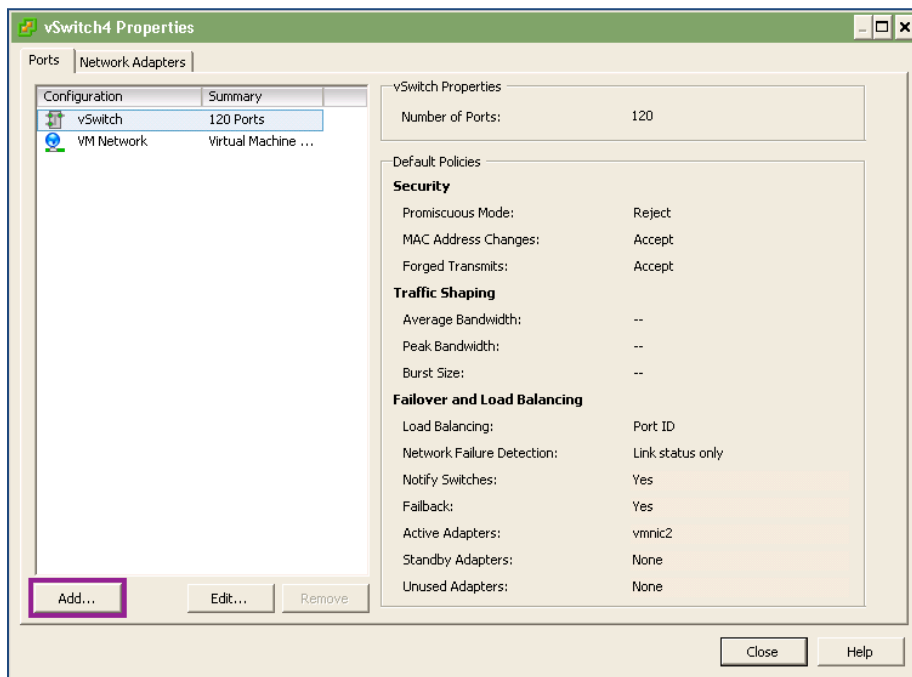 vSwitch4 Properties
Ports
Network Adapters
Configuration Summary
vSwitch 120 Ports
VM Network Virtual Machine ...
Add...
Edit...
Remove
vSwitch Properties
Number of Ports: 120
Default Policies
Security
Promiscuous Mode: Reject
MAC Address Changes: Accept
Forged Transmits: Accept
Traffic Shaping
Average Bandwidth: --
Peak Bandwidth: --
Burst Size: --
Failover and Load Balancing
Load Balancing: Port ID
Network Failure Detection: Link status only
Notify Switches: Yes
Failback: Yes
Active Adapters: vmnic2
Standby Adapters: None
Unused Adapters: None
Close
Help